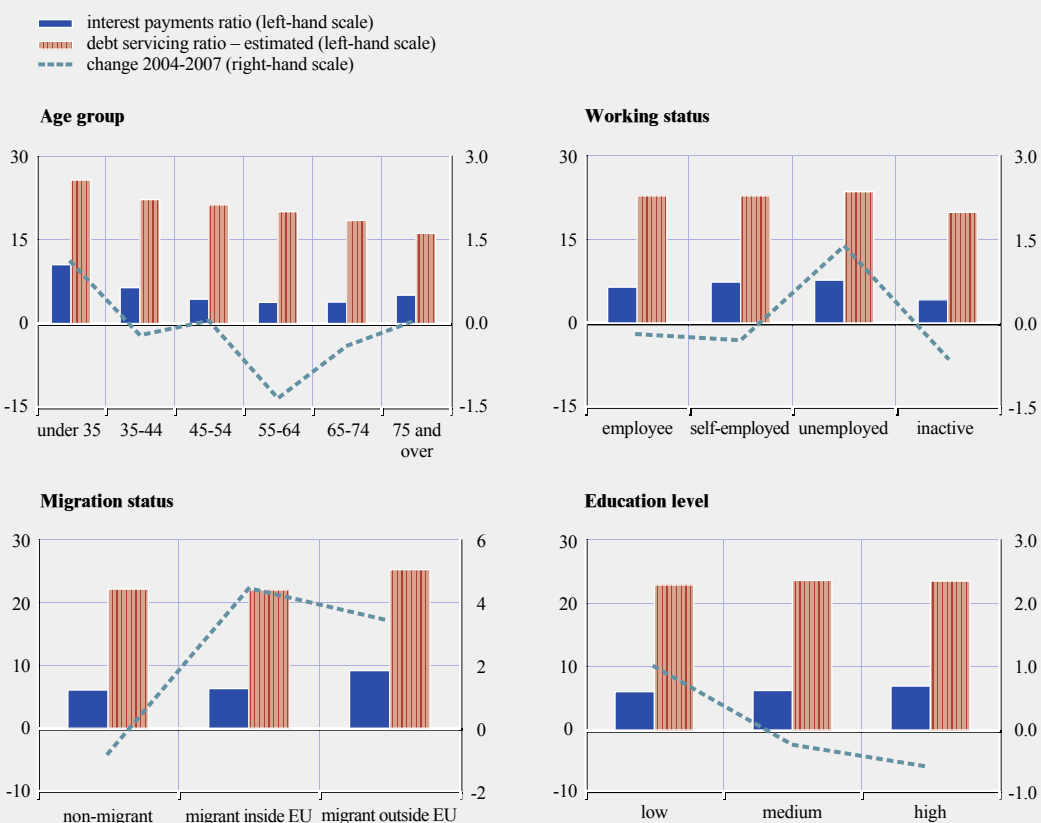 interest payments ratio (left-hand scale)
debt servicing ratio – estimated (left-hand scale)
change 2004-2007 (right-hand scale)
Age group
30
15
0
-15
3.0
1.5
0.0
-1.5
under 35
35-44
45-54
55-64
65-74
75 and
over
Working status
30
15
0
-15
3.0
1.5
0.0
-1.5
employee
self-employed
unemployed
inactive
Migration status
30
20
10
0
-10
6
4
2
0
-2
non-migrant
migrant inside EU
migrant outside EU
Education level
30
20
10
0
-10
3.0
2.0
1.0
0.0
-1.0
low
medium
high